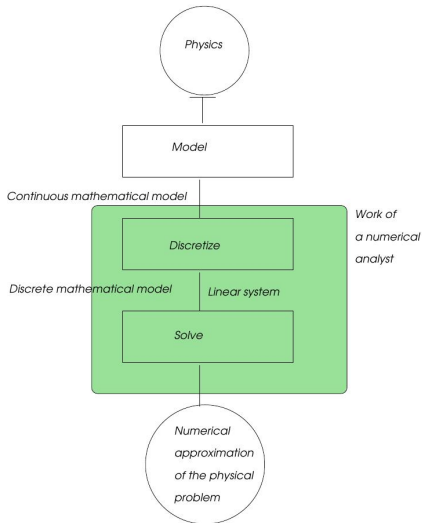 Physics
Model
Continuous mathematical model
Work of
a numerical
analyst
Discretize
Discrete mathematical model
Linear system
Solve
Numerical
approximation
of the physical
problem